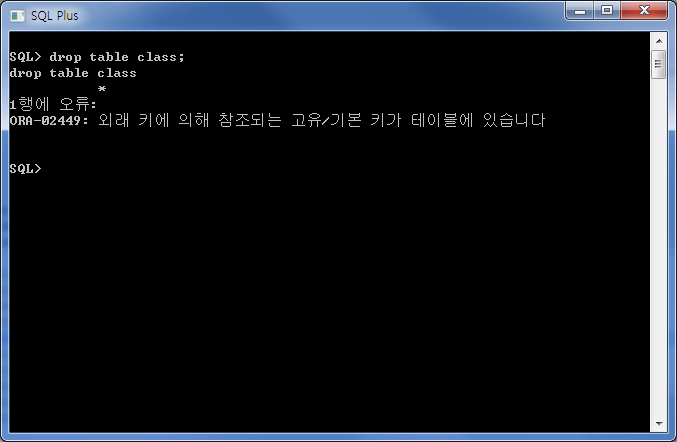 SQL Plus
SQL> drop table class;
drop table class
*
1행에 오류:
ORA-02449: 외래 키에 의해 참조되는 고유/기본 키가 테이블에 있습니다
SQL>